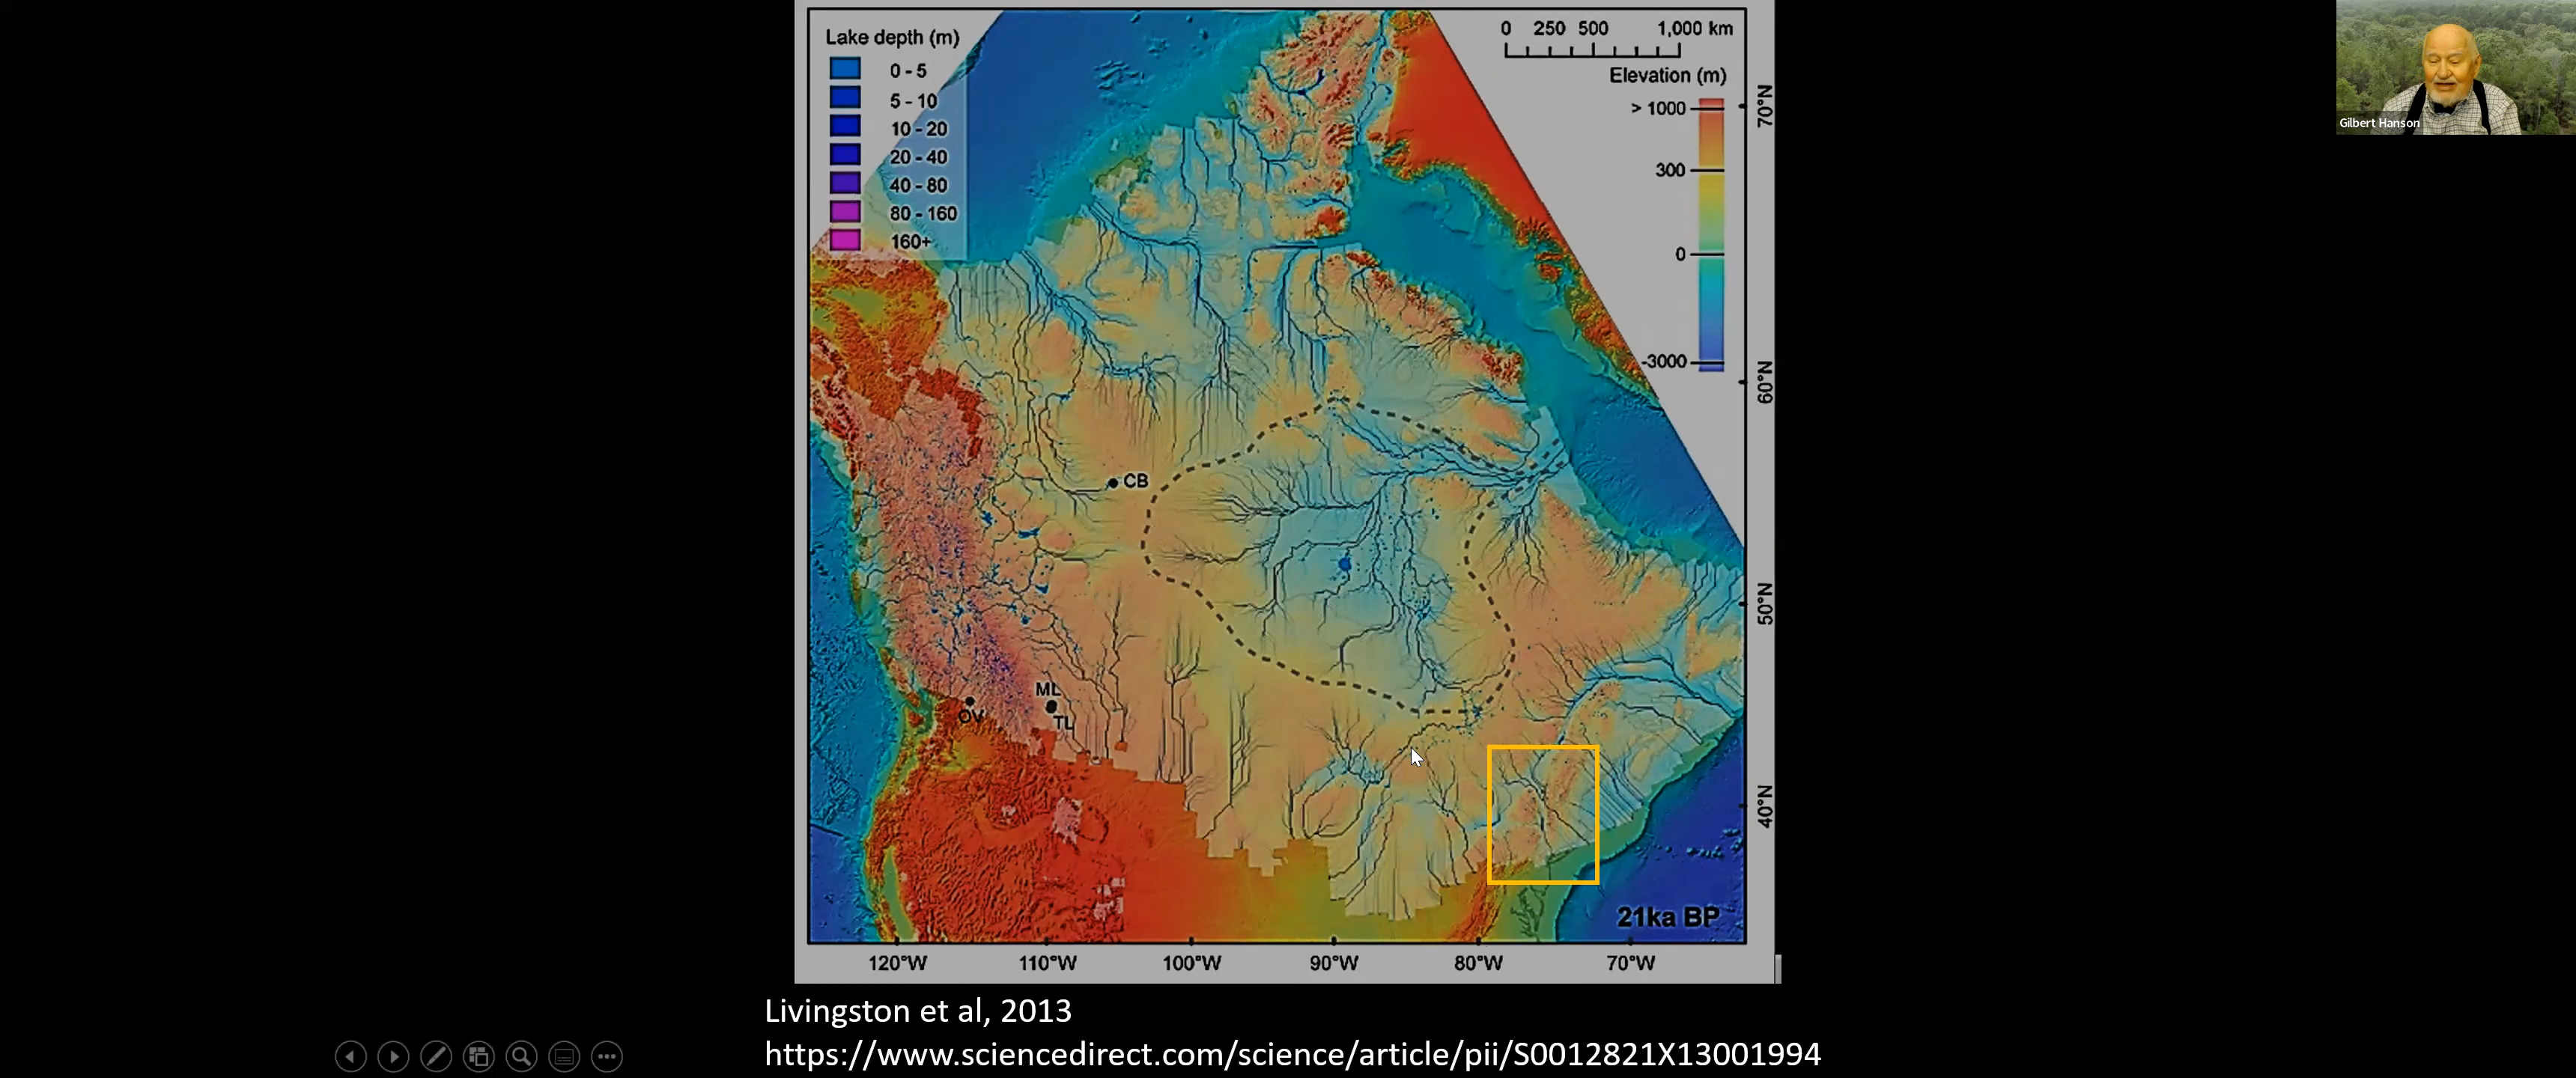 Lake depth (m)
0 - 5
5 - 10
10 - 20
20 - 40
40 - 80
80 - 160
160+
0 250 500 1,000 km
Elevation (m)
> 1000
300
0
-3000
70°N
60°N
50°N
40°N
CB
ML
OV
TL
21ka BP
120°W 110°W 100°W 90°W 80°W 70°W
Gilbert Hanson
Livingston et al, 2013
https://www.sciencedirect.com/science/article/pii/S0012821X13001994